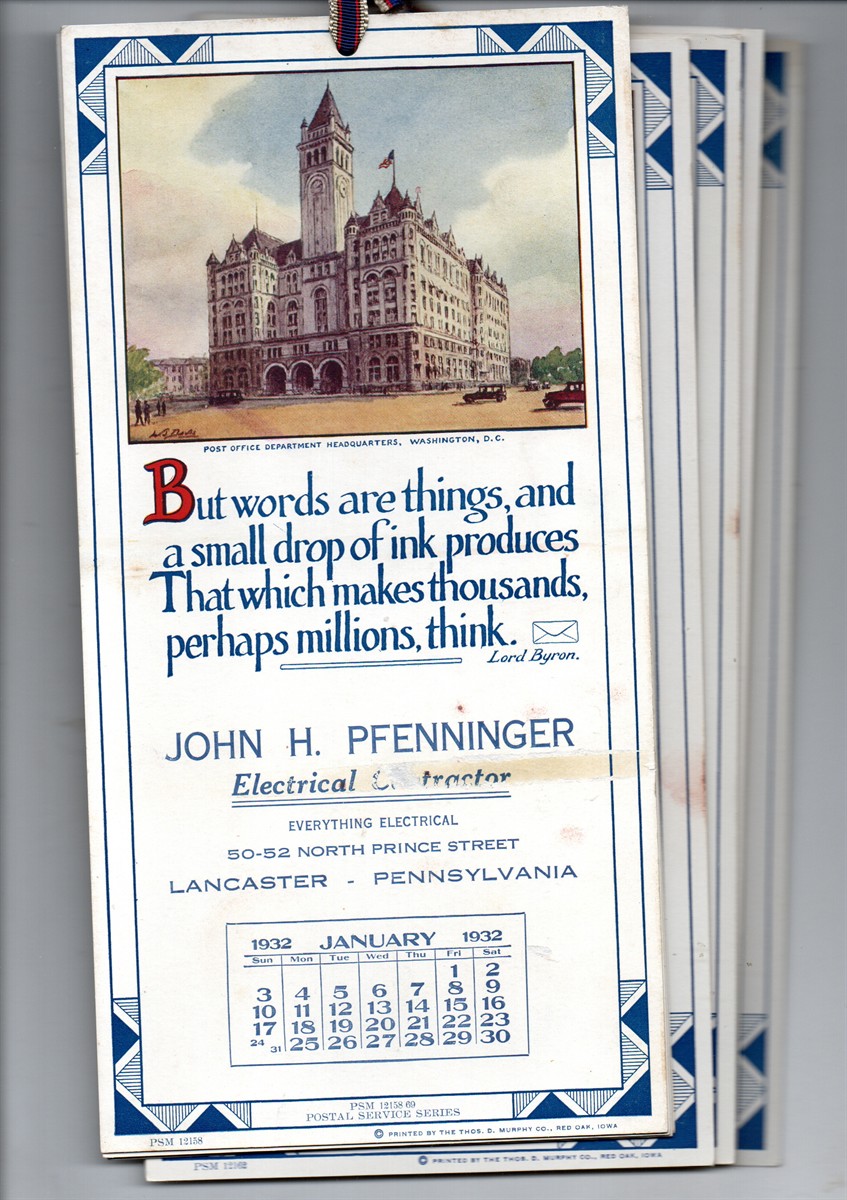 POST OFFICE DEPARTMENT HEADQUARTERS, WASHINGTON, D.C.
But words are things, and
a small drop of ink produces
That which makes thousands,
perhaps millions, think.
Lord Byron.
JOHN H. PFENNINGER
Electrical
EVERYTHING ELECTRICAL
50-52 NORTH PRINCE STREET
LANCASTER - PENNSYLVANIA
1932 JANUARY 1932
Sun Mon Tue Wed Thu Fri Sat
1 2
3 4 5 6 7 8 9
10 11 12 13 14 15 16
17 18 19 20 21 22 23
24 31 25 26 27 28 29 30
PSM 12158 69
POSTAL SERVICE SERIES
PSM 12158
© PRINTED BY THE THOS. D. MURPHY CO., RED OAK, IOWA
PSM 12162
© PRINTED BY THE THOS. D. MURPHY CO., RED OAK, IOWA